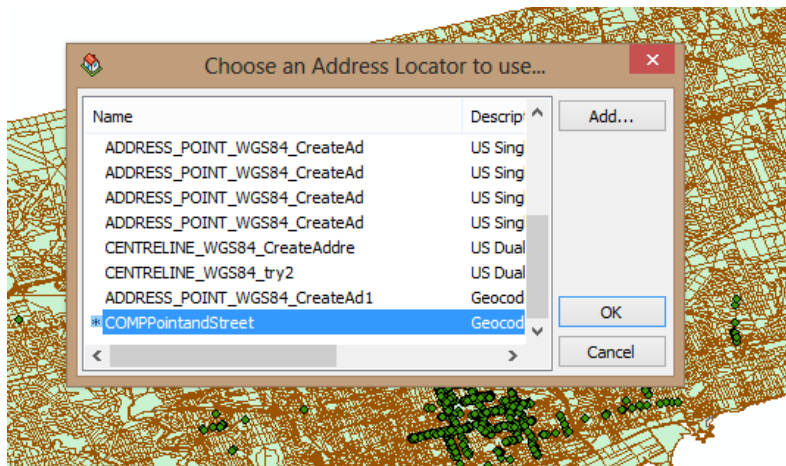 Choose an Address Locator to use...
Name Descrip
Add...
ADDRESS_POINT_WGS84_CreateAd US Sing
ADDRESS_POINT_WGS84_CreateAd US Sing
ADDRESS_POINT_WGS84_CreateAd US Sing
ADDRESS_POINT_WGS84_CreateAd US Sing
CENTRELINE_WGS84_CreateAddre US Dual
CENTRELINE_WGS84_try2 US Dual
ADDRESS_POINT_WGS84_CreateAd1 Geocod
COMPPointandStreet Geocod
OK
Cancel